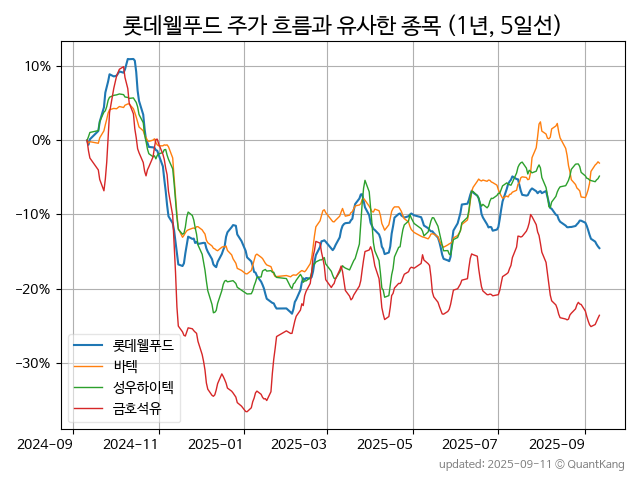 롯데웰푸드 주가 흐름과 유사한 종목 (1년, 5일선)
10%
0%
−10%
−20%
−30%
롯데웰푸드
바텍
성우하이텍
금호석유
2024-09 2024-11 2025-01 2025-03 2025-05 2025-07 2025-09
updated: 2025-09-11 © QuantKang